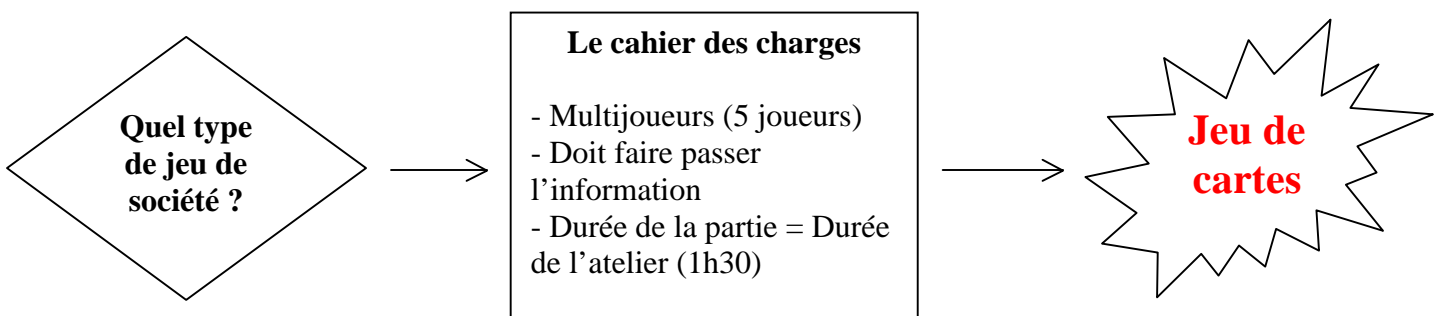 Quel type
de jeu de
société ?
Le cahier des charges
- Multijoueurs (5 joueurs)
- Doit faire passer
l’information
- Durée de la partie = Durée
de l’atelier (1h30)
Jeu de
cartes